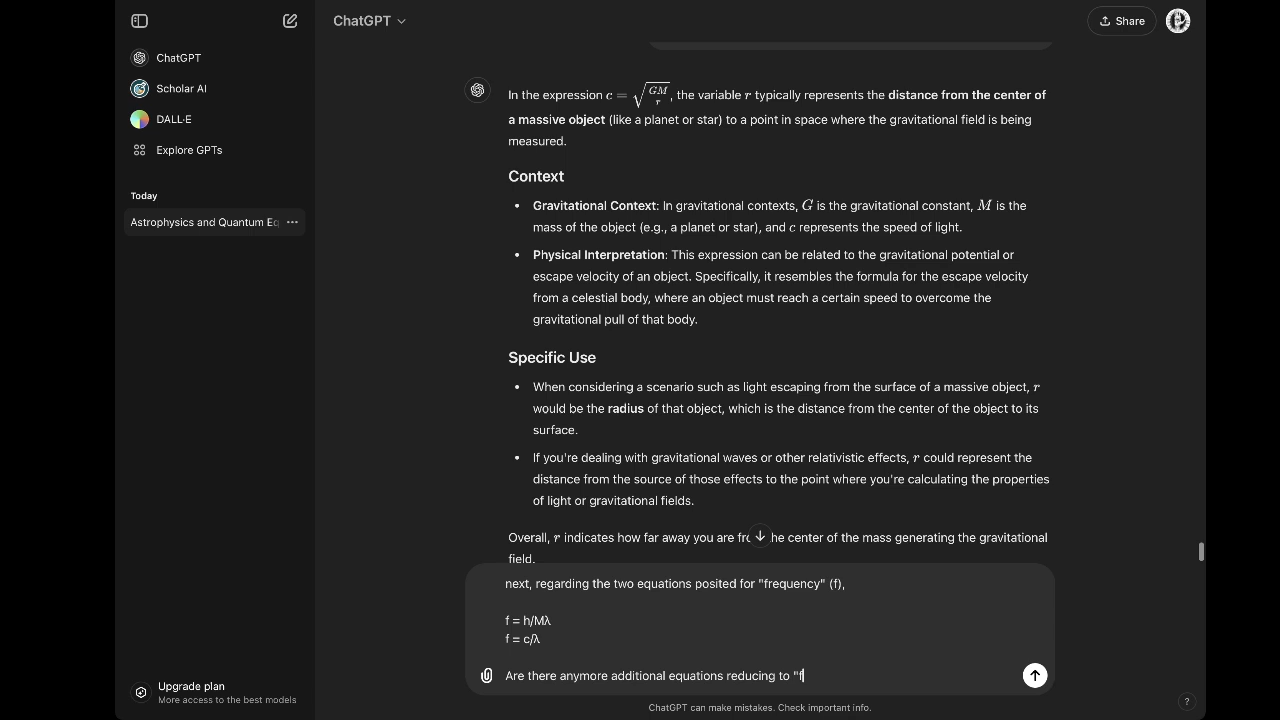 ChatGPT
Share
ChatGPT
Scholar AI
DALL·E
Explore GPTs
Today
Astrophysics and Quantum Eq
In the expression c = √(GM/r), the variable r typically represents the distance from the center of
a massive object (like a planet or star) to a point in space where the gravitational field is being
measured.
Context
• Gravitational Context: In gravitational contexts, G is the gravitational constant, M is the
mass of the object (e.g., a planet or star), and c represents the speed of light.
• Physical Interpretation: This expression can be related to the gravitational potential or
escape velocity of an object. Specifically, it resembles the formula for the escape velocity
from a celestial body, where an object must reach a certain speed to overcome the
gravitational pull of that body.
Specific Use
• When considering a scenario such as light escaping from the surface of a massive object, r
would be the radius of that object, which is the distance from the center of the object to its
surface.
• If you're dealing with gravitational waves or other relativistic effects, r could represent the
distance from the source of those effects to the point where you're calculating the properties
of light or gravitational fields.
Overall, r indicates how far away you are from the center of the mass generating the gravitational
field.
next, regarding the two equations posited for "frequency" (f),
f = h/Mλ
f = c/λ
Are there anymore additional equations reducing to "f
Upgrade plan
More access to the best models
ChatGPT can make mistakes. Check important info.
?